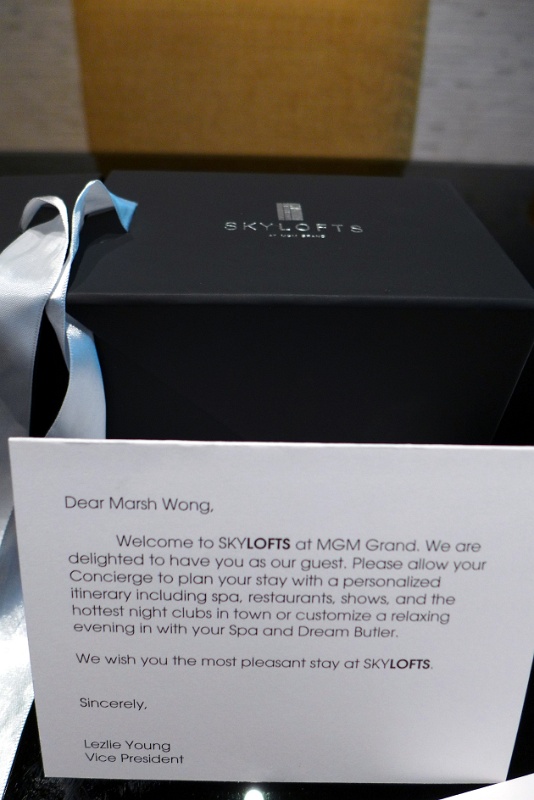 SKYLOFTS
AT MGM GRAND
Dear Marsh Wong,
Welcome to SKYLOFTS at MGM Grand. We are
delighted to have you as our guest. Please allow your
Concierge to plan your stay with a personalized
itinerary including spa, restaurants, shows, and the
hottest night clubs in town or customize a relaxing
evening in with your Spa and Dream Butler.
We wish you the most pleasant stay at SKYLOFTS.
Sincerely,
Lezlie Young
Vice President